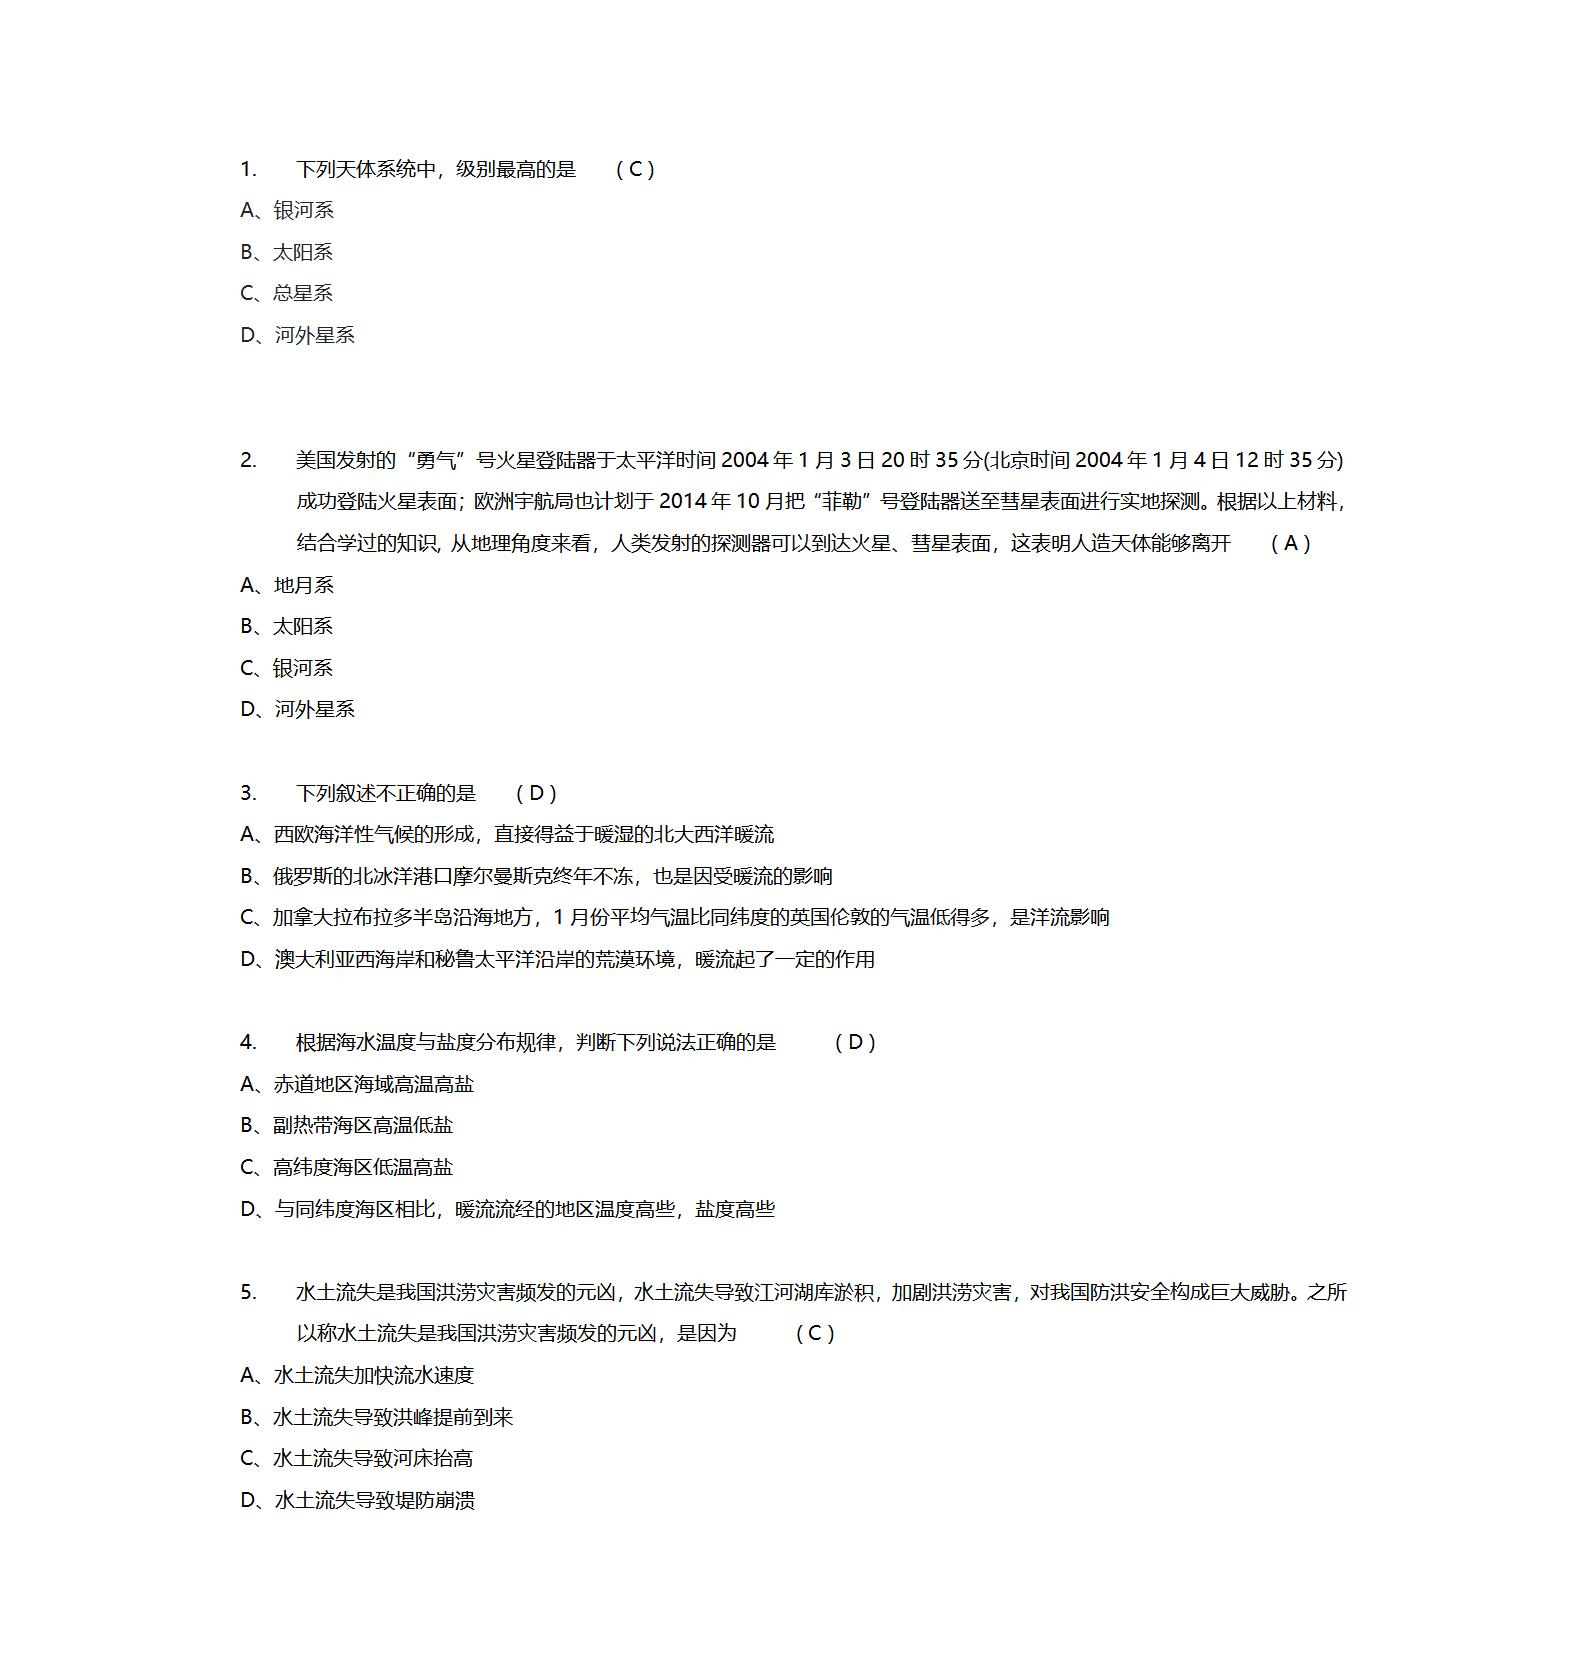 1. 下列天体系统中，级别最高的是 （ C ）
A、银河系
B、太阳系
C、总星系
D、河外星系
2. 美国发射的“勇气”号火星登陆器于太平洋时间 2004 年 1 月 3 日 20 时 35 分(北京时间 2004 年 1 月 4 日 12 时 35 分)
成功登陆火星表面；欧洲宇航局也计划于 2014 年 10 月把“菲勒”号登陆器送至彗星表面进行实地探测。根据以上材料，
结合学过的知识, 从地理角度来看，人类发射的探测器可以到达火星、彗星表面，这表明人造天体能够离开 （ A ）
A、地月系
B、太阳系
C、银河系
D、河外星系
3. 下列叙述不正确的是 （ D ）
A、西欧海洋性气候的形成，直接得益于暖湿的北大西洋暖流
B、俄罗斯的北冰洋港口摩尔曼斯克终年不冻，也是因受暖流的影响
C、加拿大拉布拉多半岛沿海地方，1 月份平均气温比同纬度的英国伦敦的气温低得多，是洋流影响
D、澳大利亚西海岸和秘鲁太平洋沿岸的荒漠环境，暖流起了一定的作用
4. 根据海水温度与盐度分布规律，判断下列说法正确的是 （ D ）
A、赤道地区海域高温高盐
B、副热带海区高温低盐
C、高纬度海区低温高盐
D、与同纬度海区相比，暖流流经的地区温度高些，盐度高些
5. 水土流失是我国洪涝灾害频发的元凶，水土流失导致江河湖库淤积，加剧洪涝灾害，对我国防洪安全构成巨大威胁。之所
以称水土流失是我国洪涝灾害频发的元凶，是因为 （ C ）
A、水土流失加快流水速度
B、水土流失导致洪峰提前到来
C、水土流失导致河床抬高
D、水土流失导致堤防崩溃